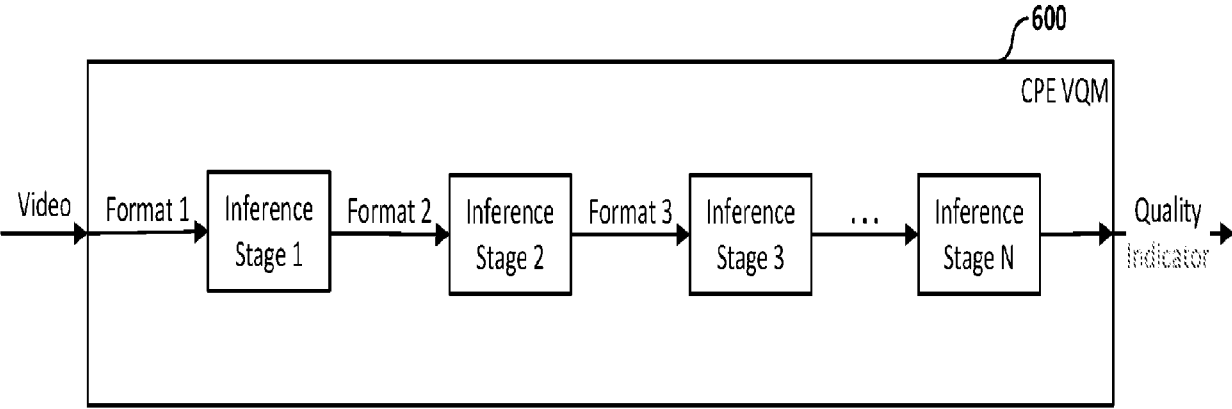 600
CPE VQM
Video
Format 1
Inference
Stage 1
Format 2
Inference
Stage 2
Format 3
Inference
Stage 3
...
Inference
Stage N
Quality
Indicator